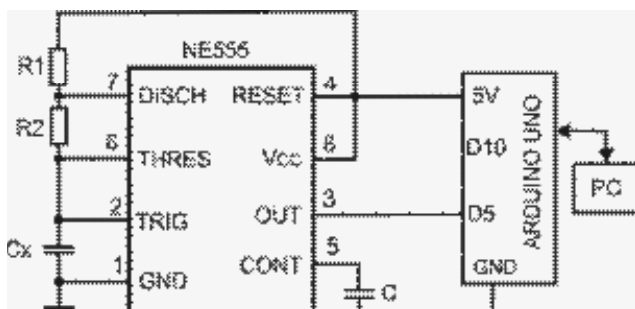 NE555
R1
7
DISCH
RESET
4
5V
R2
6
THRES
Vcc
8
D10
ARDUINO UNO
PC
2
TRIG
OUT
3
D5
Cx
1
GND
CONT
5
C
GND